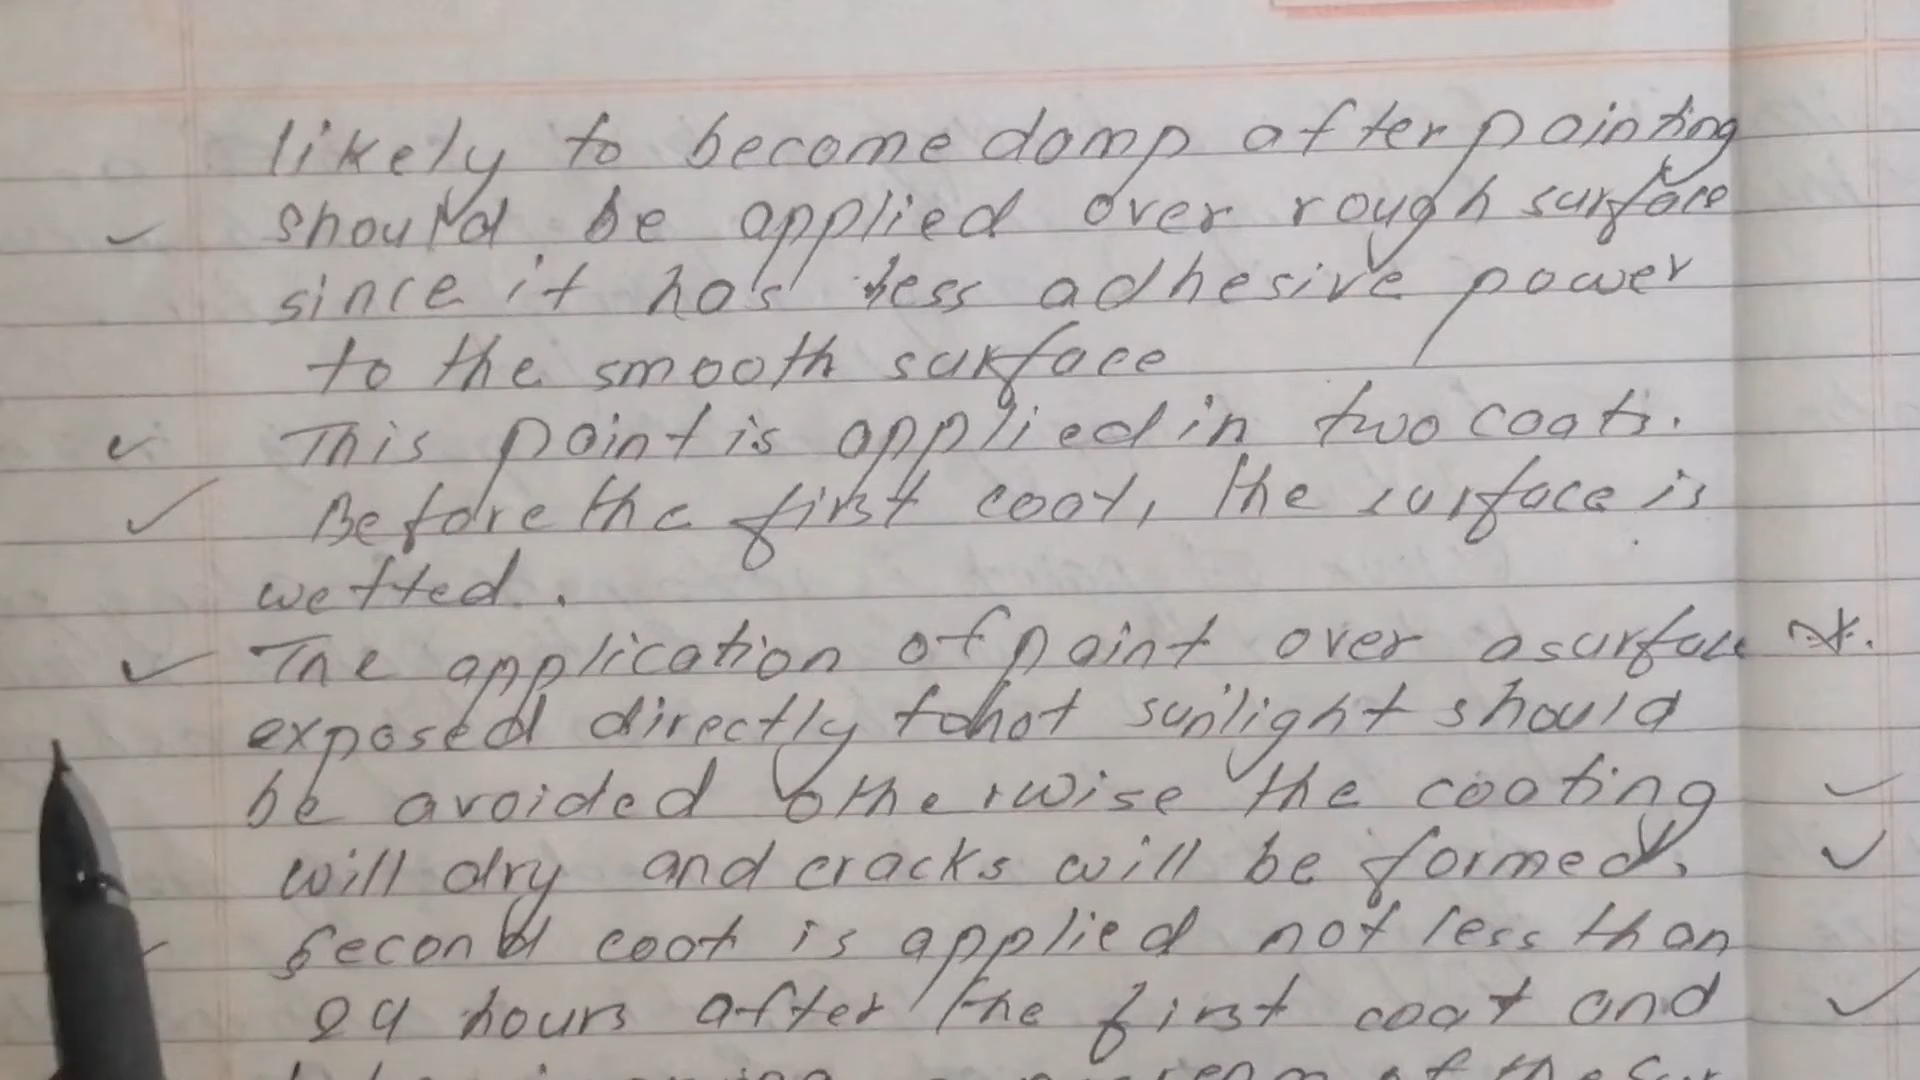 likely to become damp after painting
should be applied over rough surface
since it has less adhesive power
to the smooth surface
This paint is applied in two coats.
Before the first coat, the surface is
wetted.
The application of paint over a surface
exposed directly to hot sunlight should
be avoided otherwise the coating
will dry and cracks will be formed.
Second coat is applied not less than
24 hours after the first coat and
of the sur